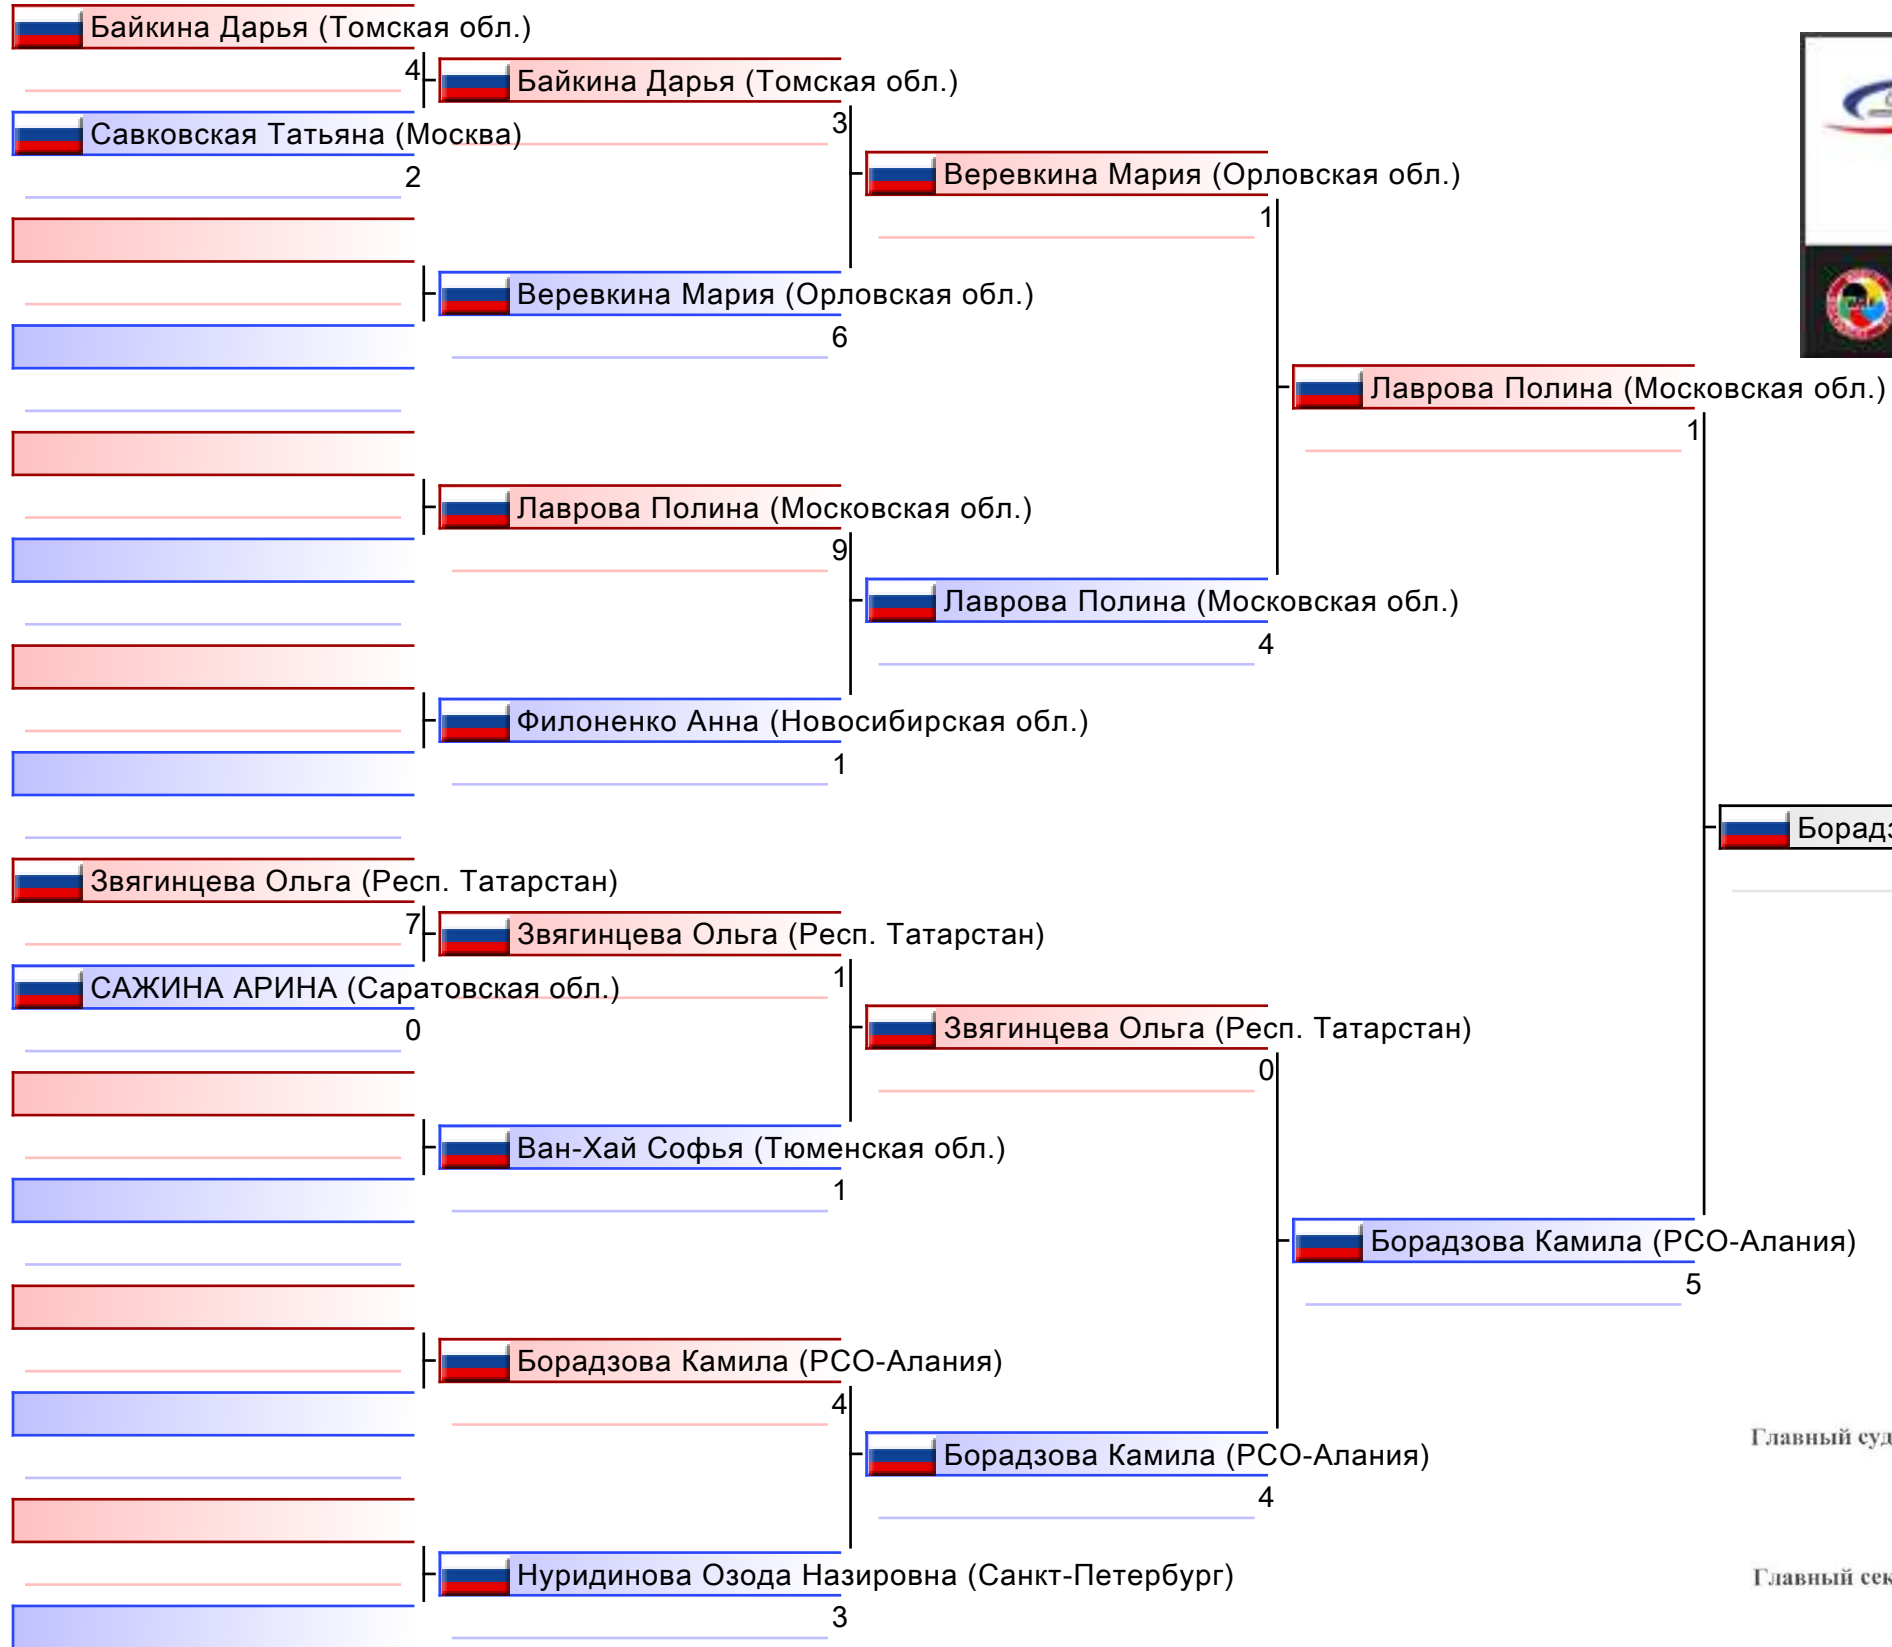 Байкина Дарья (Томская обл.)
4
Байкина Дарья (Томская обл.)
3
Савковская Татьяна (Москва)
2
Веревкина Мария (Орловская обл.)
1
Веревкина Мария (Орловская обл.)
6
Лаврова Полина (Московская обл.)
1
Лаврова Полина (Московская обл.)
9
Лаврова Полина (Московская обл.)
4
Филоненко Анна (Новосибирская обл.)
1
Звягинцева Ольга (Респ. Татарстан)
7
Звягинцева Ольга (Респ. Татарстан)
1
САЖИНА АРИНА (Саратовская обл.)
0
Звягинцева Ольга (Респ. Татарстан)
0
Ван-Хай Софья (Тюменская обл.)
1
Борадзова Камила (РСО-Алания)
5
Борадзова Камила (РСО-Алания)
4
Борадзова Камила (РСО-Алания)
4
Нуридинова Озода Назировна (Санкт-Петербург)
3
Главный
Главный